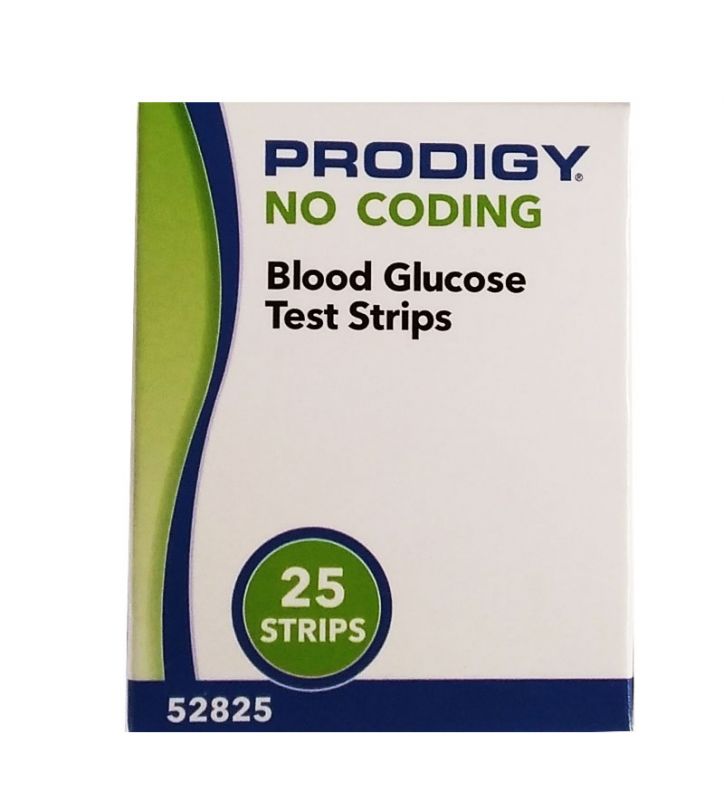 PRODIGY®
NO CODING
Blood Glucose
Test Strips
25
STRIPS
52825